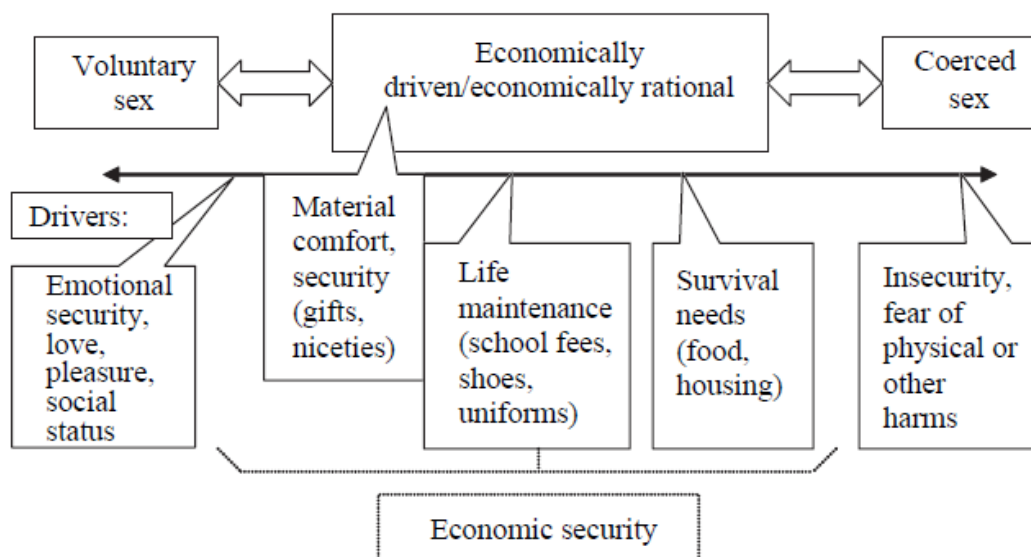 Voluntary
sex
Economically
driven/economically rational
Coerced
sex
Drivers:
Emotional
security,
love,
pleasure,
social
status
Material
comfort,
security
(gifts,
niceties)
Life
maintenance
(school fees,
shoes,
uniforms)
Survival
needs
(food,
housing)
Insecurity,
fear of
physical or
other
harms
Economic security